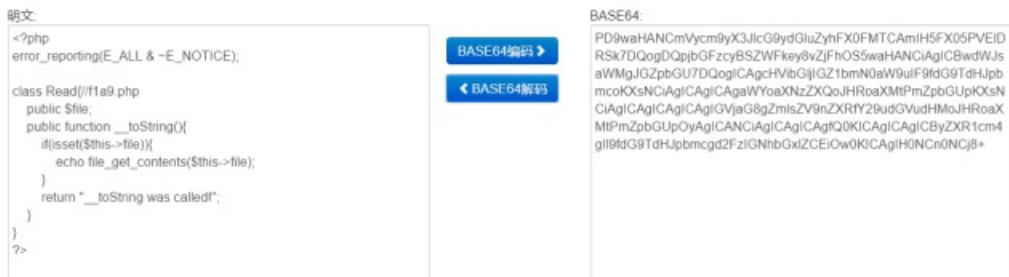 明文:
<?php
error_reporting(E_ALL & ~E_NOTICE);
class Read{//f1a9.php
public $file;
public function __toString(){
if(isset($this->file)){
echo file_get_contents($this->file);
}
return "__toString was called!";
}
}
?>
BASE64编码
BASE64解码
BASE64:
PD9waHANCmVycm9yX3JlcG9ydGluZyhFX0FMTCAmIH5FX05PVElD
RSk7DQogDQpjbGFzcyBSZWFkey8vZjFhOS5waHANCiAgICBwdWJs
aWMgJGZpbGU7DQogICAgcHVibGljIGZ1bmN0aW9uIF9fdG9TdHJpb
mcoKXsNCiAgICAgICAgaWYoaXNzZXQoJHRoaXMtPmZpbGUpKXsN
CiAgICAgICAgICAgIGVjaG8gZmlsZV9nZXRfY29udGVudHMoJHRoaX
MtPmZpbGUpOyAgICANCiAgICAgICAgfQ0KICAgICAgICByZXR1cm4
gIl9fdG9TdHJpbmcgd2FzIGNhbGxlZCEiOw0KICAgIH0NCn0NCj8+